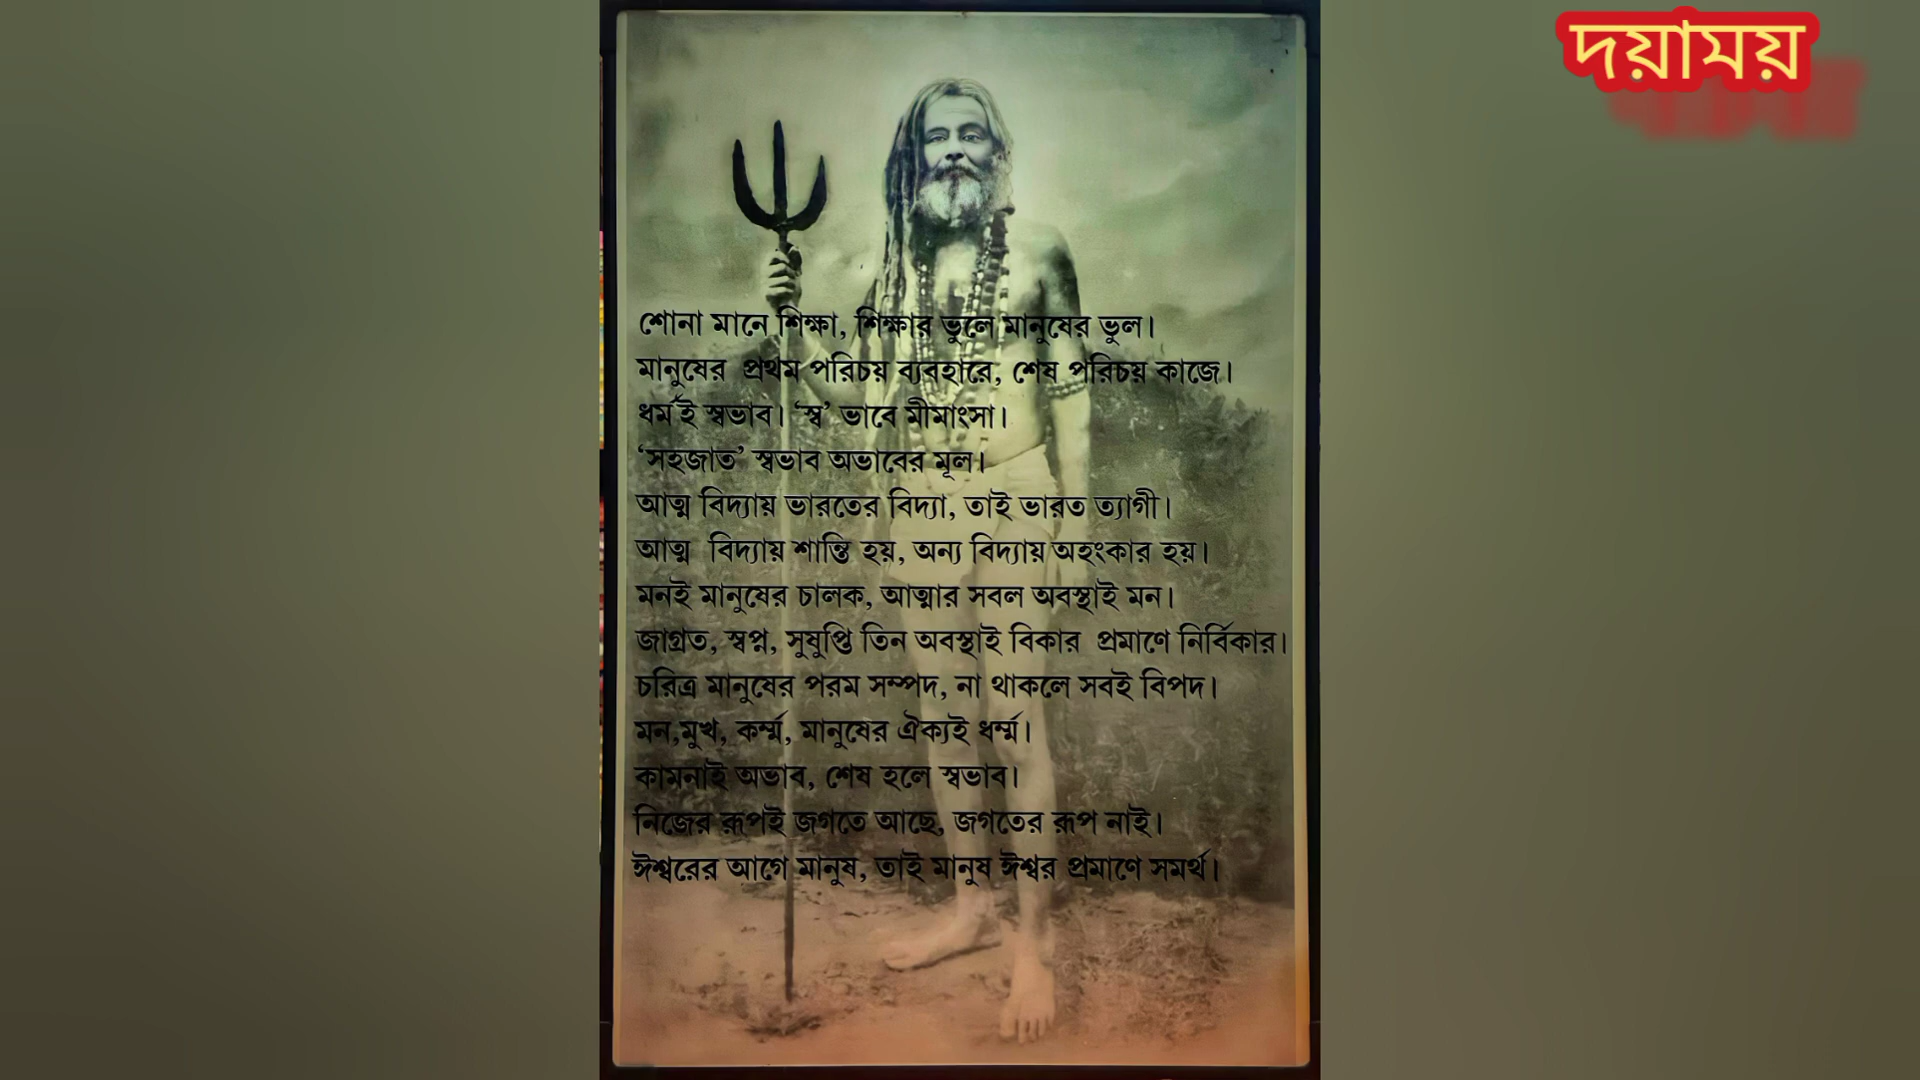 দয়াময়
শোনা মানে শিক্ষা, শিক্ষার ভুলে মানুষের ভুল।
মানুষের প্রথম পরিচয় ব্যবহারে, শেষ পরিচয় কাজে।
ধর্ম'ই স্বভাব। ‘স্ব’ ভাবে মীমাংসা।
‘সহজাত’ স্বভাব অভাবের মূল।
আত্ম বিদ্যায় ভারতের বিদ্যা, তাই ভারত ত্যাগী।
আত্ম বিদ্যায় শান্তি হয়, অন্য বিদ্যায় অহংকার হয়।
মনই মানুষের চালক, আত্মার সবল অবস্থাই মন।
জাগ্রত, স্বপ্ন, সুষুপ্তি তিন অবস্থাই বিকার প্রমাণে নির্বিকার।
চরিত্র মানুষের পরম সম্পদ, না থাকলে সবই বিপদ।
মন,মুখ, কর্ম্ম, মানুষের ঐক্যই ধর্ম্ম।
কামনাই অভাব, শেষ হলে স্বভাব।
নিজের রূপই জগতে আছে, জগতের রূপ নাই।
ঈশ্বরের আগে মানুষ, তাই মানুষ ঈশ্বর প্রমাণে সমর্থ।